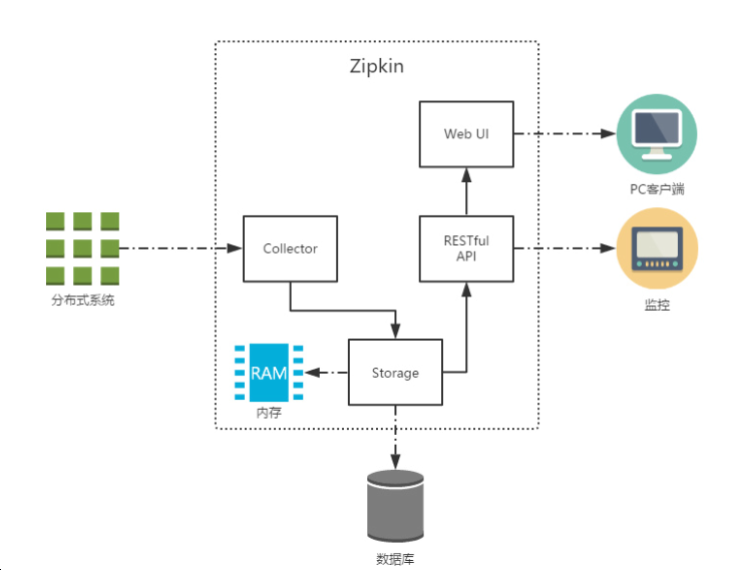 Zipkin
Web UI
PC客户端
Collector
RESTful
API
分布式系统
监控
RAM
Storage
内存
数据库